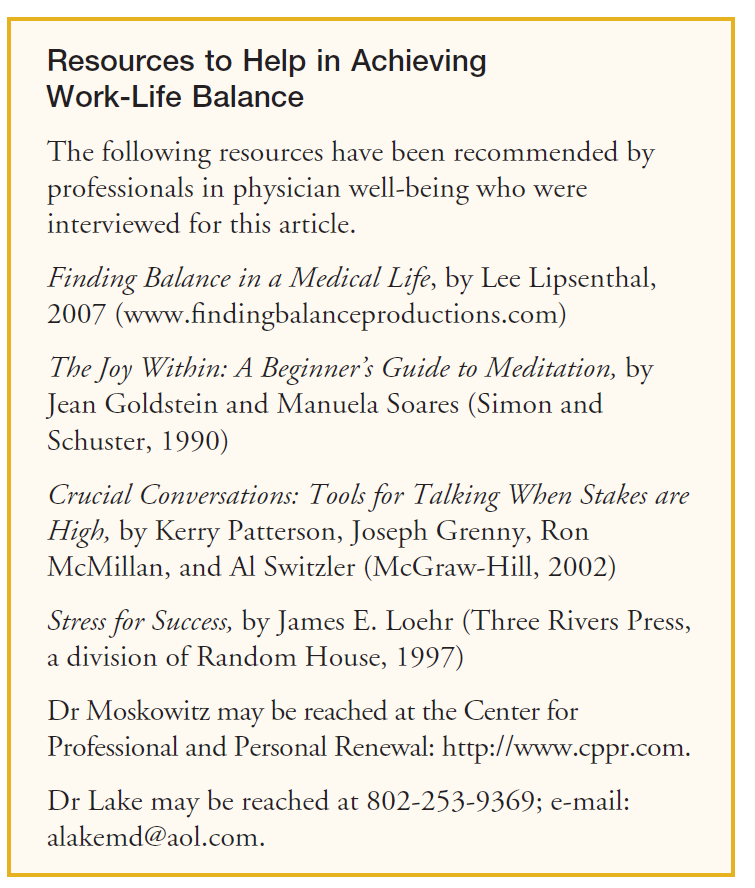 Resources to Help in Achieving
Work-Life Balance
The following resources have been recommended by
professionals in physician well-being who were
interviewed for this article.
Finding Balance in a Medical Life, by Lee Lipsenthal,
2007 (www.findingbalanceproductions.com)
The Joy Within: A Beginner’s Guide to Meditation, by
Jean Goldstein and Manuela Soares (Simon and
Schuster, 1990)
Crucial Conversations: Tools for Talking When Stakes are
High, by Kerry Patterson, Joseph Grenny, Ron
McMillan, and Al Switzler (McGraw-Hill, 2002)
Stress for Success, by James E. Loehr (Three Rivers Press,
a division of Random House, 1997)
Dr Moskowitz may be reached at the Center for
Professional and Personal Renewal: http://www.cppr.com.
Dr Lake may be reached at 802-253-9369; e-mail:
alakemd@aol.com.